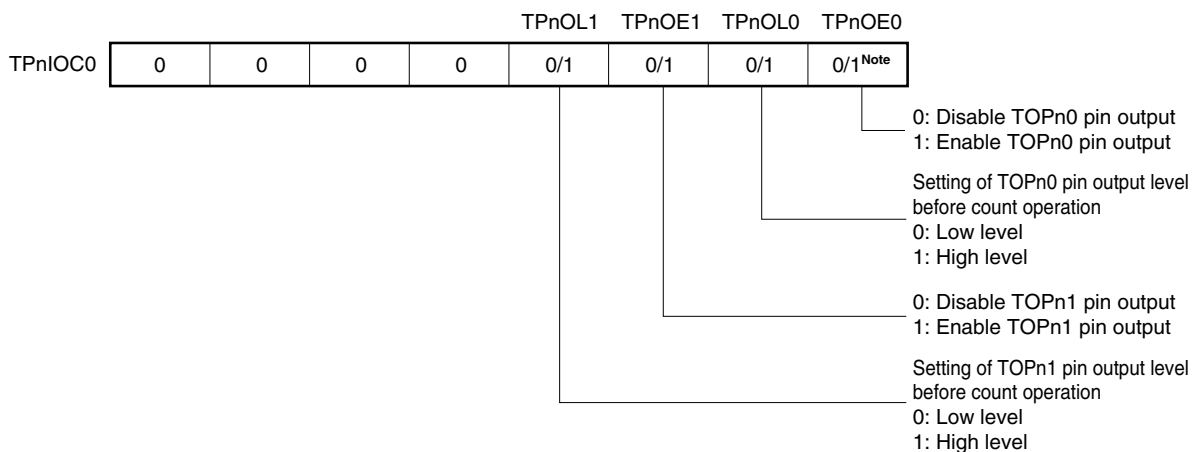 TPnOL1 TPnOE1 TPnOL0 TPnOE0
TPnIOC0 0 0 0 0 0/1 0/1 0/1 0/1Note
0: Disable TOPn0 pin output
1: Enable TOPn0 pin output
Setting of TOPn0 pin output level
before count operation
0: Low level
1: High level
0: Disable TOPn1 pin output
1: Enable TOPn1 pin output
Setting of TOPn1 pin output level
before count operation
0: Low level
1: High level